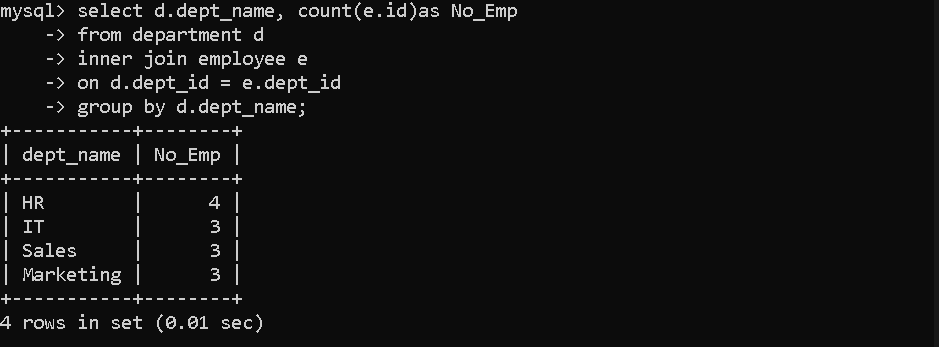 mysql> select d.dept_name, count(e.id)as No_Emp
    -> from department d
    -> inner join employee e
    -> on d.dept_id = e.dept_id
    -> group by d.dept_name;
+-----------+--------+
| dept_name | No_Emp |
+-----------+--------+
| HR        |      4 |
| IT        |      3 |
| Sales     |      3 |
| Marketing |      3 |
+-----------+--------+
4 rows in set (0.01 sec)